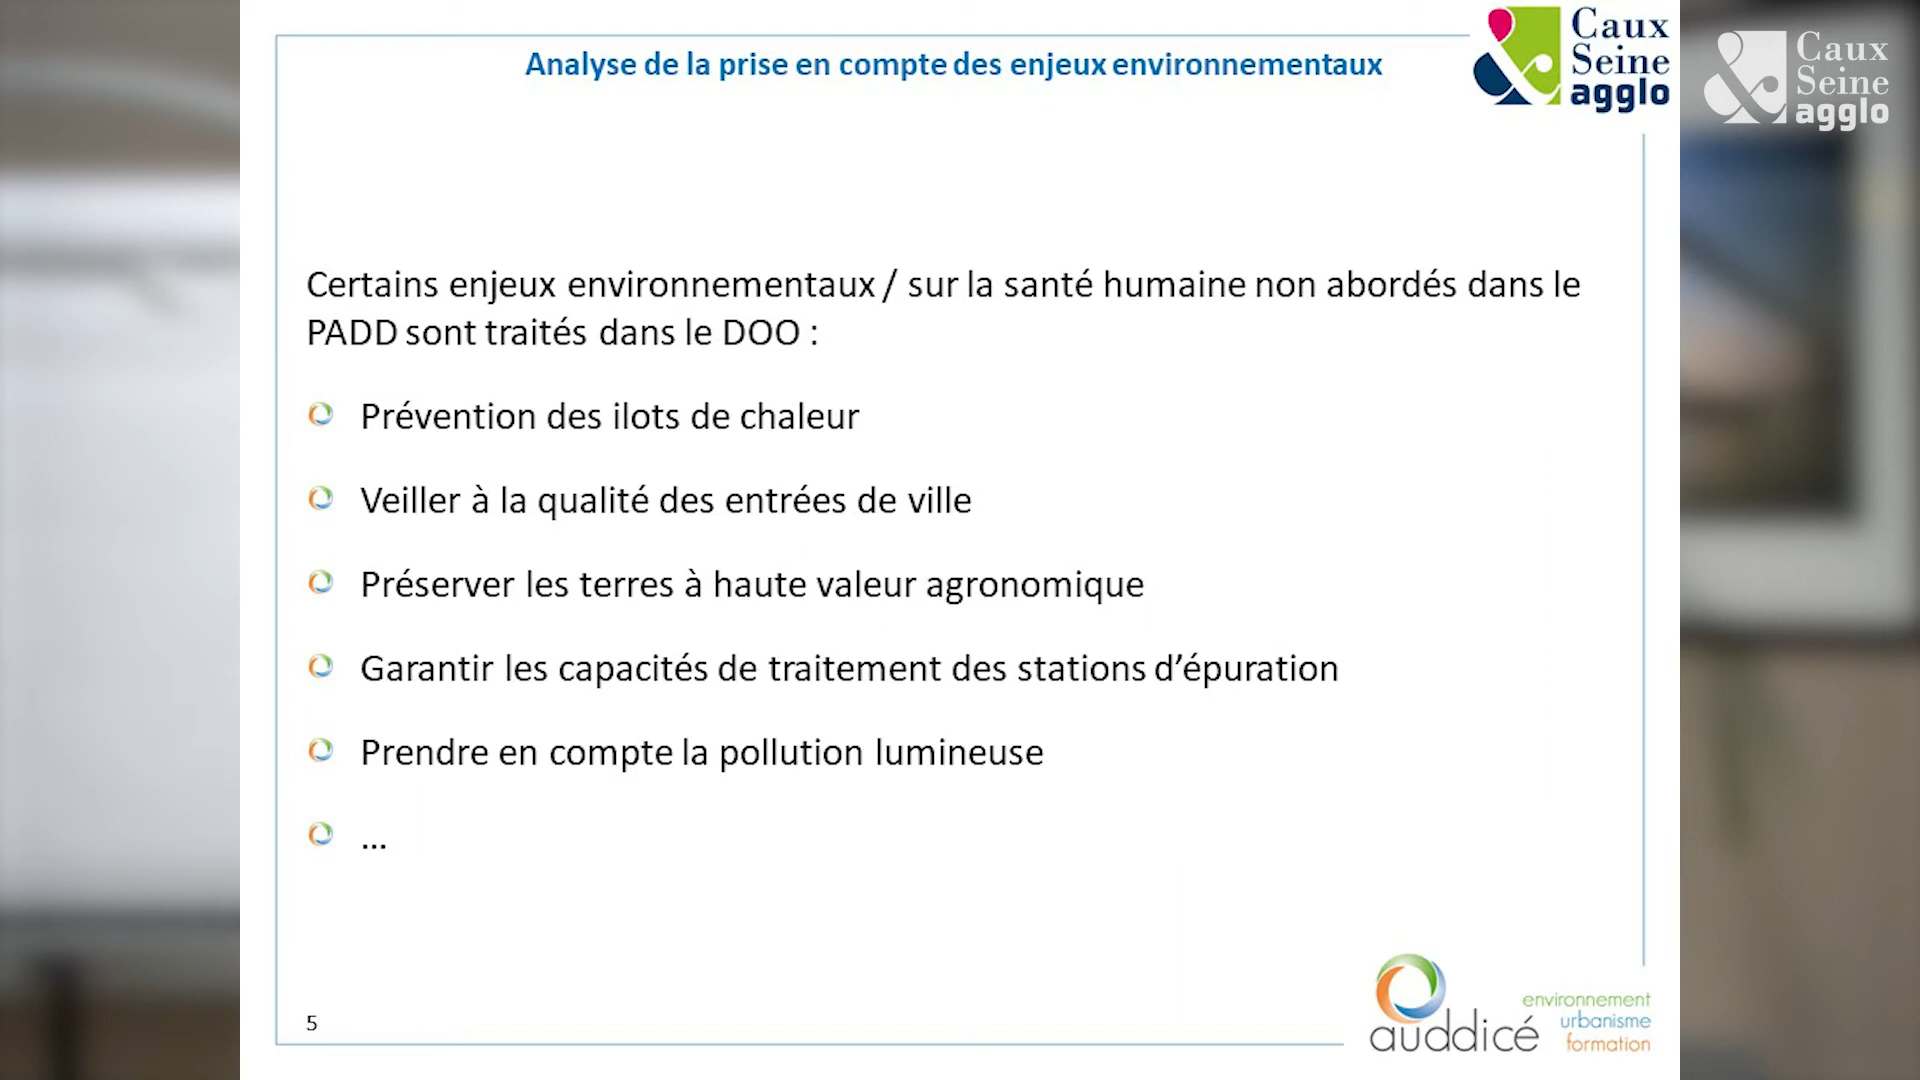 Analyse de la prise en compte des enjeux environnementaux
Caux
Seine
agglo
Caux
Seine
agglo
Certains enjeux environnementaux / sur la santé humaine non abordés dans le
PADD sont traités dans le DOO :
Prévention des ilots de chaleur
Veiller à la qualité des entrées de ville
Préserver les terres à haute valeur agronomique
Garantir les capacités de traitement des stations d’épuration
Prendre en compte la pollution lumineuse
...
5
auddicé
environnement
urbanisme
formation